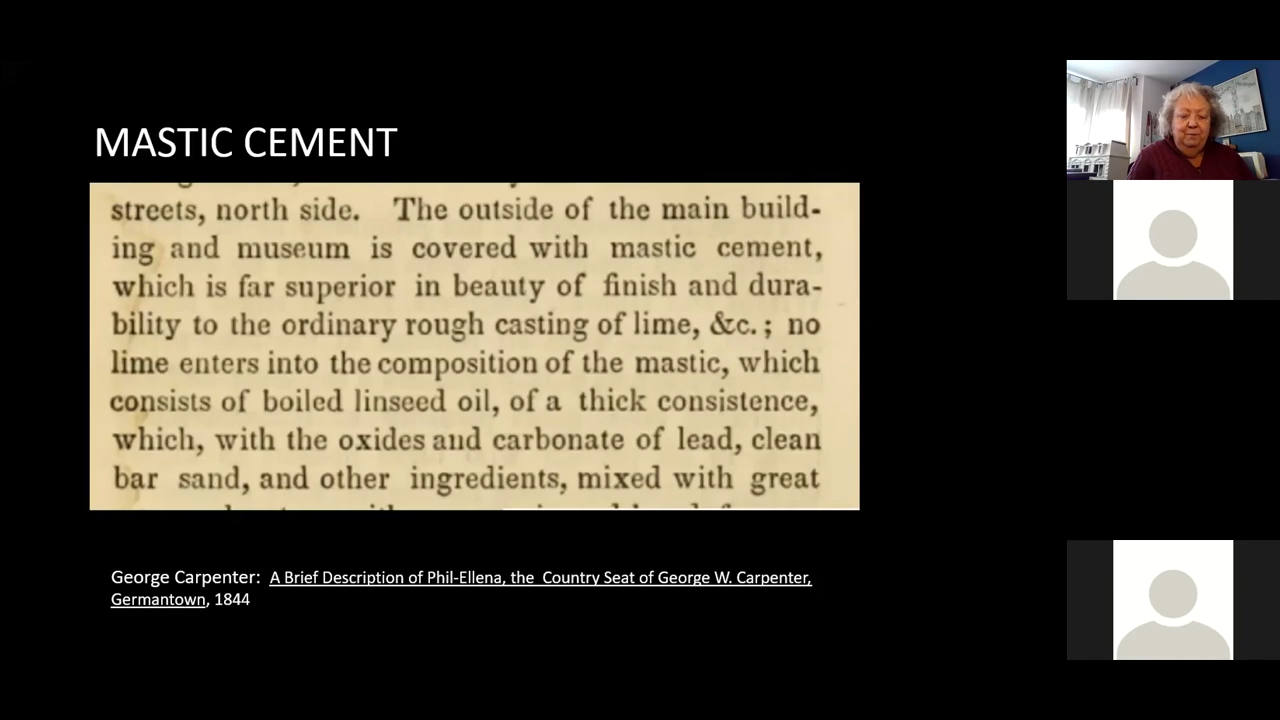 MASTIC CEMENT
streets, north side. The outside of the main build-
ing and museum is covered with mastic cement,
which is far superior in beauty of finish and dura-
bility to the ordinary rough casting of lime, &c.; no
lime enters into the composition of the mastic, which
consists of boiled linseed oil, of a thick consistence,
which, with the oxides and carbonate of lead, clean
bar sand, and other ingredients, mixed with great
George Carpenter: A Brief Description of Phil-Ellena, the Country Seat of George W. Carpenter,
Germantown, 1844